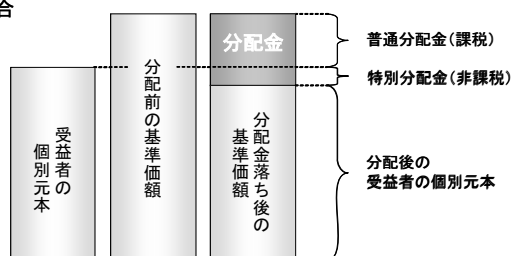 合
受益者の
個別元本
分配前の基準価額
分配金
分配金落ち後の
基準価額
普通分配金(課税)
特別分配金(非課税)
分配後の
受益者の個別元本